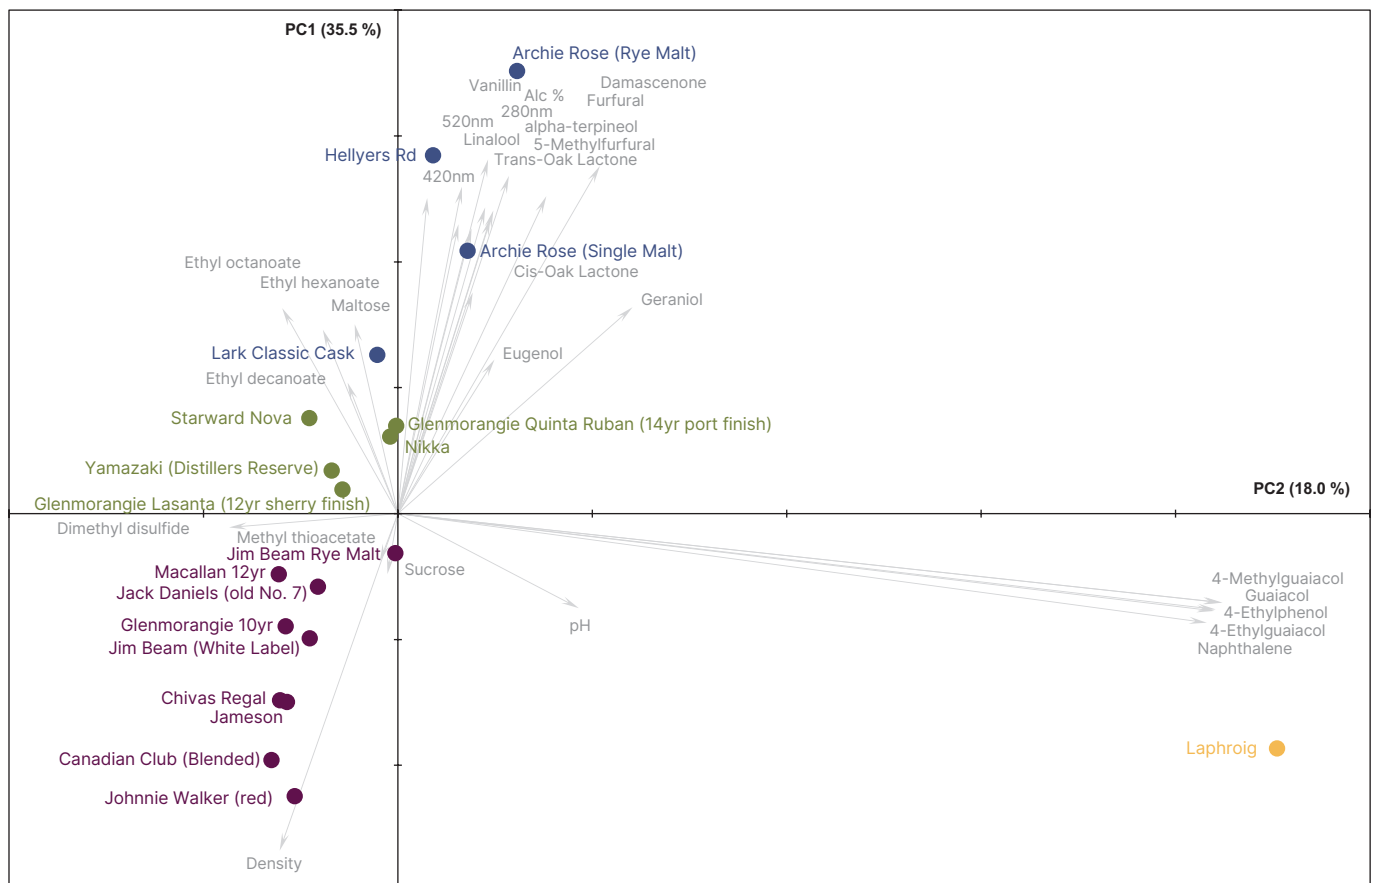 PC1 (35.5 %)
Archie Rose (Rye Malt)
Vanillin
Damascenone
Alc %
Furfural
280nm
520nm
alpha-terpineol
Linalool
5-Methylfurfural
Hellyers Rd
Trans-Oak Lactone
420nm
Archie Rose (Single Malt)
Ethyl octanoate
Cis-Oak Lactone
Ethyl hexanoate
Geraniol
Maltose
Lark Classic Cask
Eugenol
Ethyl decanoate
Starward Nova
Glenmorangie Quinta Ruban (14yr port finish)
Nikka
Yamazaki (Distillers Reserve)
PC2 (18.0 %)
Glenmorangie Lasanta (12yr sherry finish)
Dimethyl disulfide
Methyl thioacetate
Jim Beam Rye Malt
Sucrose
Macallan 12yr
4-Methylguaiacol
Jack Daniels (old No. 7)
Guaiacol
4-Ethylphenol
Glenmorangie 10yr
pH
4-Ethylguaiacol
Jim Beam (White Label)
Naphthalene
Chivas Regal
Jameson
Laphroig
Canadian Club (Blended)
Johnnie Walker (red)
Density